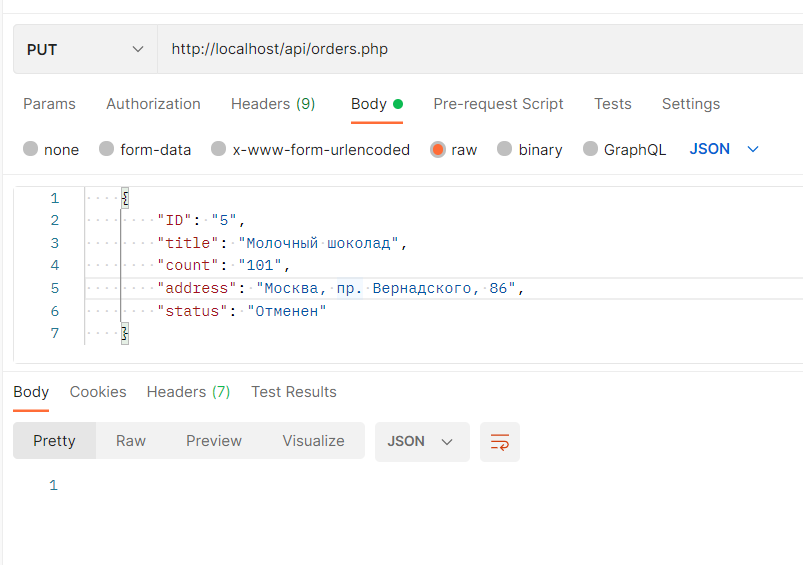 PUT http://localhost/api/orders.php
Params Authorization Headers (9) Body Pre-request Script Tests Settings
none form-data x-www-form-urlencoded raw binary GraphQL JSON
1 {
2 "ID": "5",
3 "title": "Молочный шоколад",
4 "count": "101",
5 "address": "Москва, пр. Вернадского, 86",
6 "status": "Отменен"
7 }
Body Cookies Headers (7) Test Results
Pretty Raw Preview Visualize JSON
1